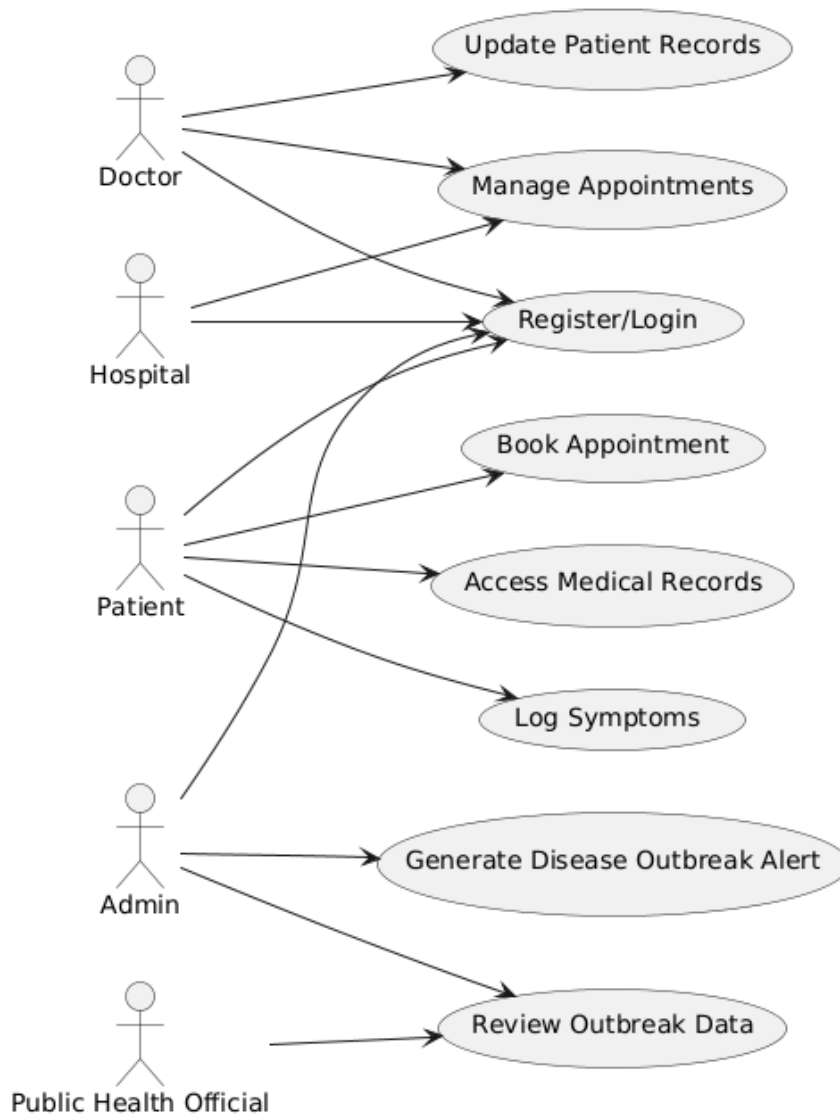 Update Patient Records
Doctor
Manage Appointments
Register/Login
Hospital
Book Appointment
Access Medical Records
Patient
Log Symptoms
Generate Disease Outbreak Alert
Admin
Review Outbreak Data
Public Health Official